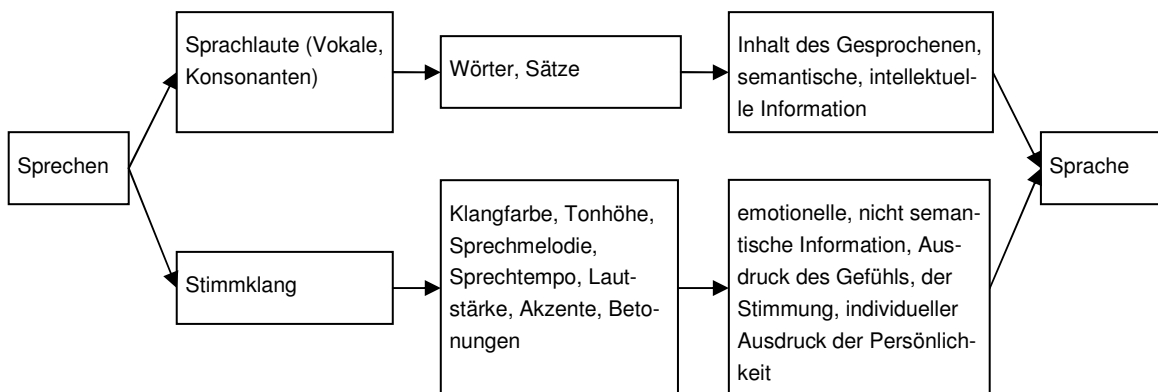 Sprechen
Sprachlaute (Vokale,
Konsonanten)
Wörter, Sätze
Inhalt des Gesprochenen,
semantische, intellektuel-
le Information
Stimmklang
Klangfarbe, Tonhöhe,
Sprechmelodie,
Sprechtempo, Laut-
stärke, Akzente, Beto-
nungen
emotionelle, nicht seman-
tische Information, Aus-
druck des Gefühls, der
Stimmung, individueller
Ausdruck der Persönlich-
keit
Sprache